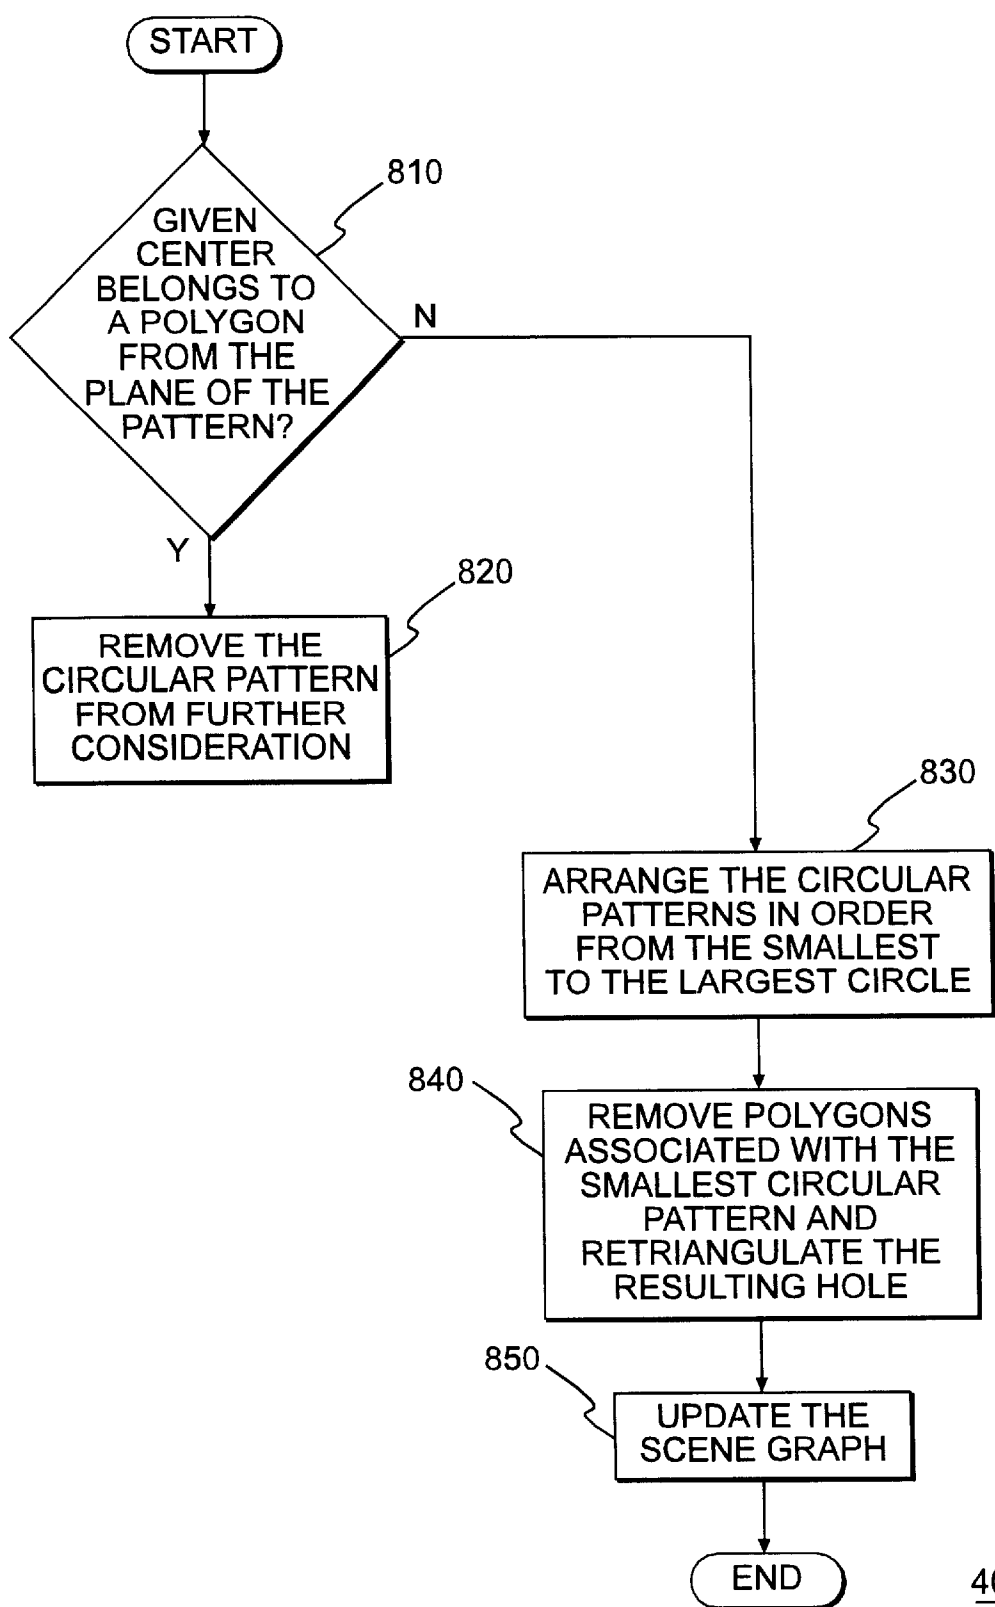 START
810
GIVEN
CENTER
BELONGS TO
A POLYGON
FROM THE
PLANE OF THE
PATTERN?
N
Y
820
REMOVE THE
CIRCULAR PATTERN
FROM FURTHER
CONSIDERATION
830
ARRANGE THE CIRCULAR
PATTERNS IN ORDER
FROM THE SMALLEST
TO THE LARGEST CIRCLE
840
REMOVE POLYGONS
ASSOCIATED WITH THE
SMALLEST CIRCULAR
PATTERN AND
RETRIANGULATE THE
RESULTING HOLE
850
UPDATE THE
SCENE GRAPH
END